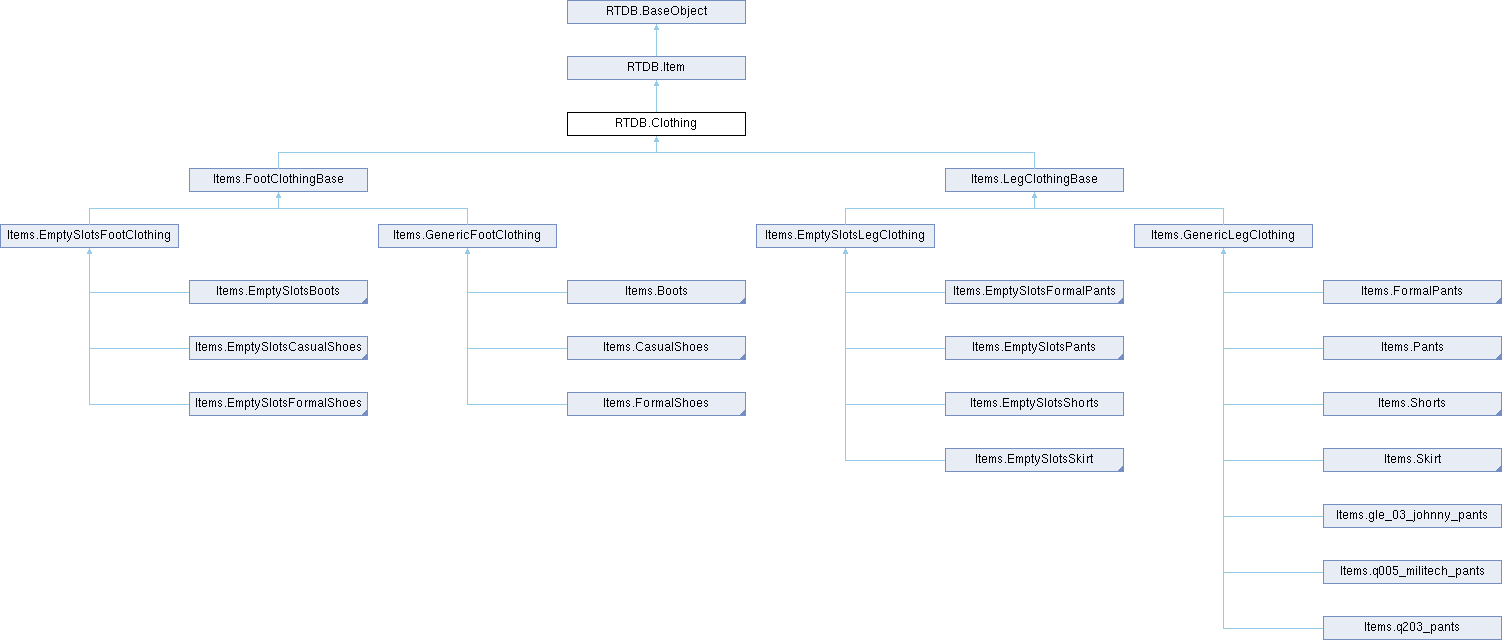 RTDB.BaseObject
RTDB.Item
RTDB.Clothing
Items.FootClothingBase
Items.LegClothingBase
Items.EmptySlotsFootClothing
Items.GenericFootClothing
Items.EmptySlotsLegClothing
Items.GenericLegClothing
Items.EmptySlotsBoots
Items.Boots
Items.EmptySlotsFormalPants
Items.FormalPants
Items.EmptySlotsCasualShoes
Items.CasualShoes
Items.EmptySlotsPants
Items.Pants
Items.EmptySlotsFormalShoes
Items.FormalShoes
Items.EmptySlotsShorts
Items.Shorts
Items.EmptySlotsSkirt
Items.Skirt
Items.gle_03_johnny_pants
Items.q005_militech_pants
Items.q203_pants